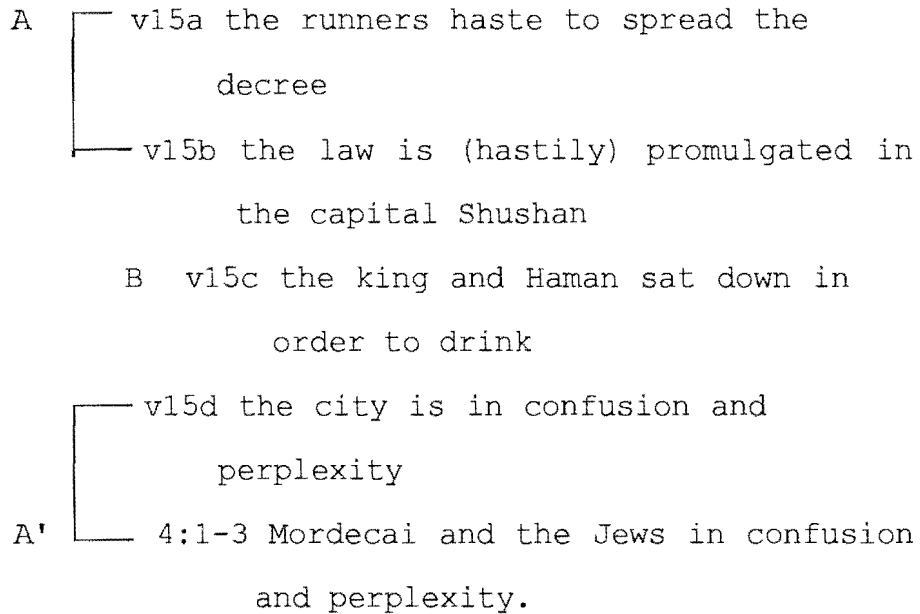 A v15a the runners haste to spread the
decree
v15b the law is (hastily) promulgated in
the capital Shushan
B v15c the king and Haman sat down in
order to drink
v15d the city is in confusion and
perplexity
A' 4:1-3 Mordecai and the Jews in confusion
and perplexity.